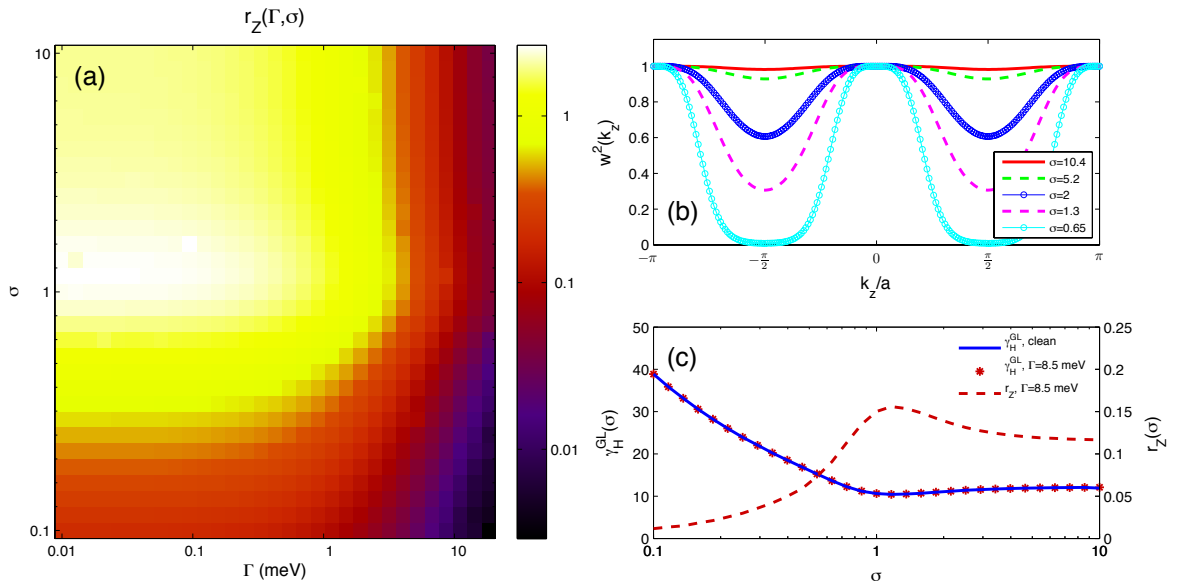 r_Z(Γ,σ)
(a)
10
1
0.1
σ
0.01
0.1
1
10
Γ (meV)
1
0.1
0.01
1
0.8
0.6
0.4
0.2
0
w²(k_z)
(b)
σ=10.4
σ=5.2
σ=2
σ=1.3
σ=0.65
−π
−π/2
0
π/2
π
k_z/a
50
40
30
20
10
0
γ_H^GL(σ)
(c)
γ_H^GL, clean
γ_H^GL, Γ=8.5 meV
r_Z, Γ=8.5 meV
0.25
0.2
0.15
0.1
0.05
0
r_Z(σ)
0.1
1
10
σ